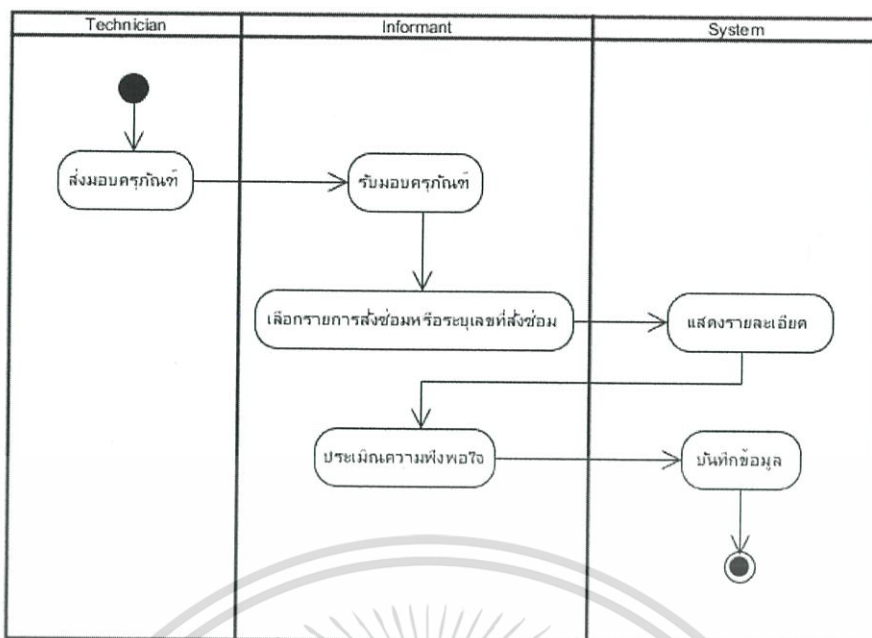 Technician
Informant
System
ส่งมอบครุภัณฑ์
รับมอบครุภัณฑ์
เลือกรายการสั่งซ่อมหรือระบุเลขที่สั่งซ่อม
แสดงรายละเอียด
ประเมิณความพึงพอใจ
บันทึกข้อมูล